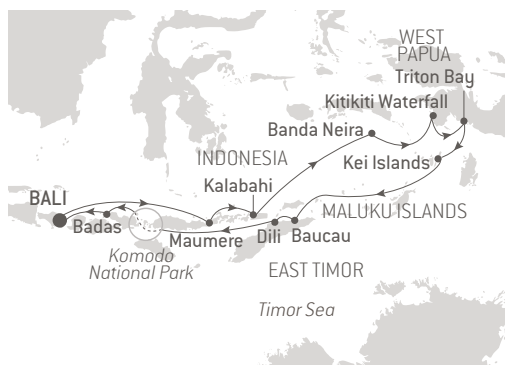 WEST
PAPUA
Triton Bay
Kitikiti Waterfall
Banda Neira
INDONESIA
Kei Islands
Kalabahi
BALI
MALUKU ISLANDS
Badas
Maumere
Dili
Baucau
Komodo
National Park
EAST TIMOR
Timor Sea